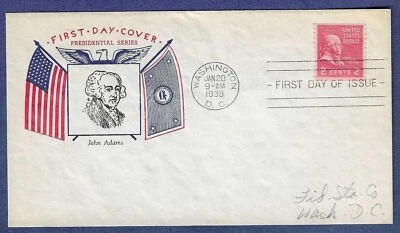 · FIRST · DAY · COVER ·
PRESIDENTIAL SERIES
John Adams
WASHINGTON
JAN 20
9-AM
1939
D. C.
UNITED STATES
POSTAGE
2 CENTS 2
FIRST DAY OF ISSUE
Fid. Sta. Co
Wash D.C.